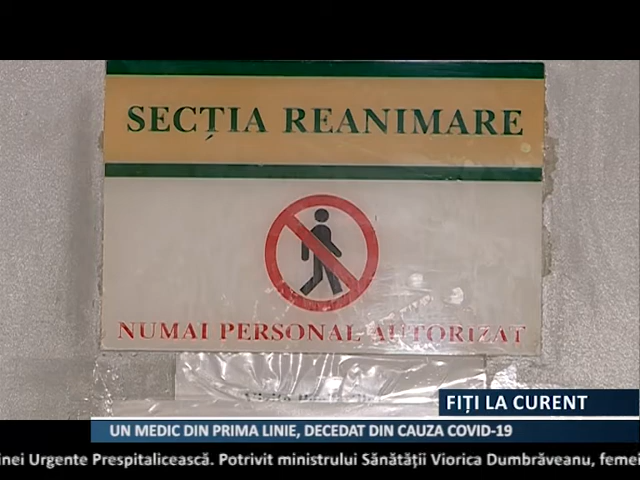 SECȚIA REANIMARE
NUMAI PERSONAL AUTORIZAT
FIȚI LA CURENT
UN MEDIC DIN PRIMA LINIE, DECEDAT DIN CAUZA COVID-19
inei Urgente Prespitalicească. Potrivit ministrului Sănătății Viorica Dumbrăveanu, femei